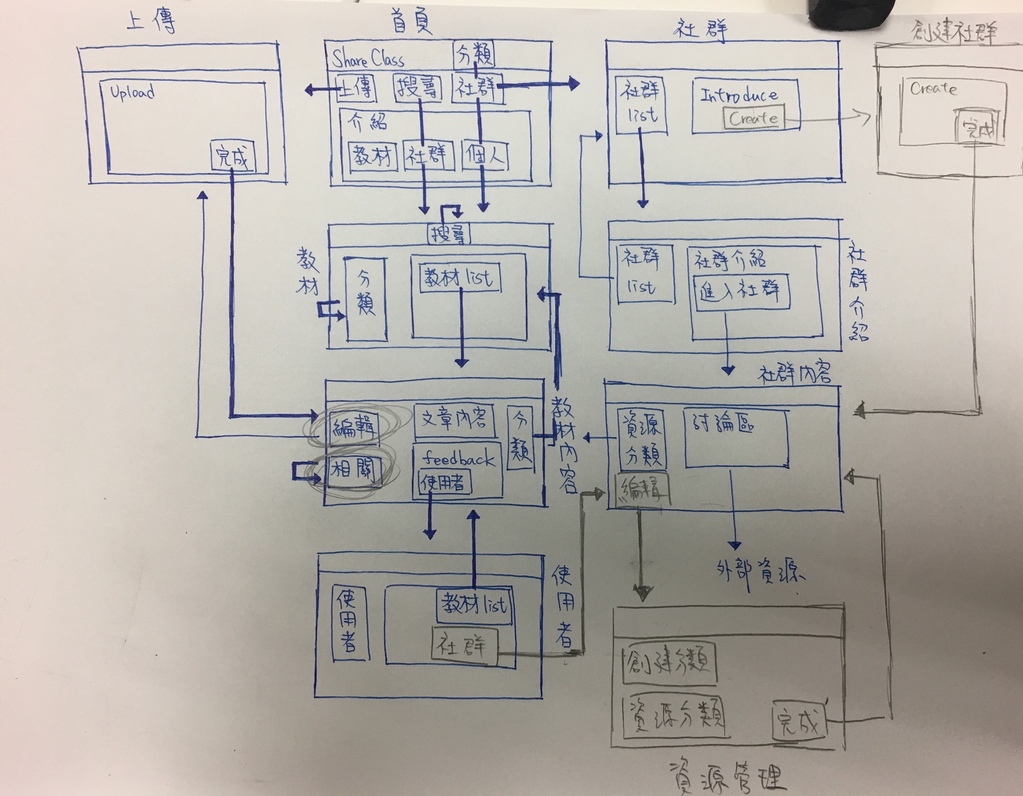 上傳
Upload
完成
首頁
Share Class
分類
上傳 搜尋 社群
介紹
教材 社群 個人
社群
社群 list
Introduce
Create
創建社群
Create
完成
教材
搜尋
分類
教材 list
社群 list
社群介紹
進入社群
社群介紹
教材內容
編輯
相關
文章內容
feedback
使用者
分類
社群內容
資源分類
編輯
討論區
外部資源
使用者
使用者
教材 list
社群
創建分類
資源分類
完成
資源管理